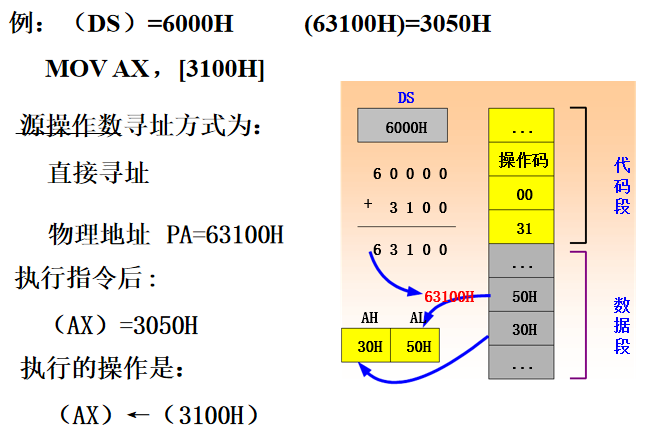 例：（DS）=6000H (63100H)=3050H
MOV AX，[3100H]
源操作数寻址方式为：
直接寻址
物理地址 PA=63100H
执行指令后：
（AX）=3050H
执行的操作是：
（AX）←（3100H）
DS
6000H
6 0 0 0 0
+ 3 1 0 0
6 3 1 0 0
63100H
AH AL
30H 50H
...
操作码
00
31
...
50H
30H
...
代码段
数据段